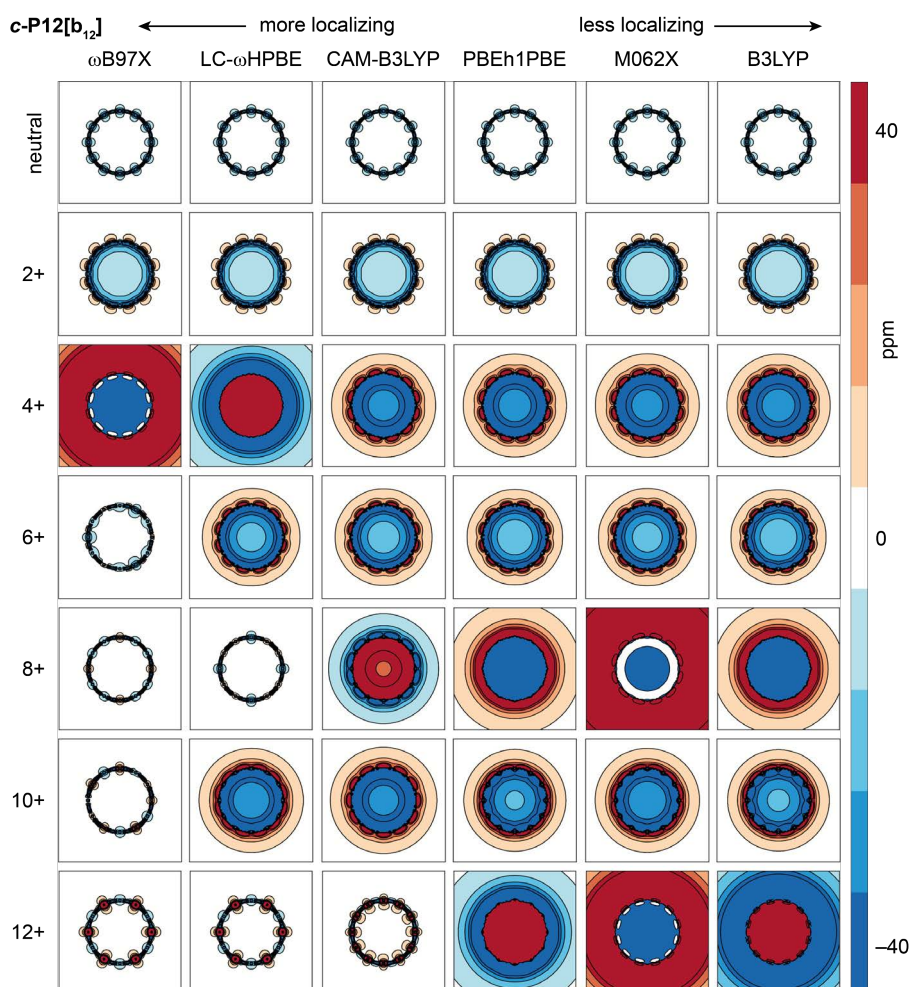 c-P12[b12] ← more localizing less localizing →
ωB97X LC-ωHPBE CAM-B3LYP PBEh1PBE M062X B3LYP
neutral
40
2+
ppm
4+
6+
0
8+
10+
12+
–40